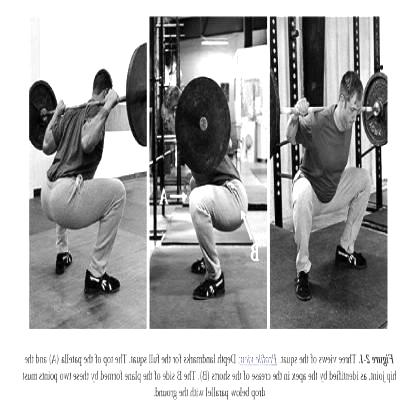 A
B
Figure 2-1. Three views of the squat. Profile view: Depth landmarks for the full squat. The top of the patella (A) and the
hip joint, as identified by the apex in the crease of the shorts (B). The B side of the plane formed by these two points must
drop below parallel with the ground.